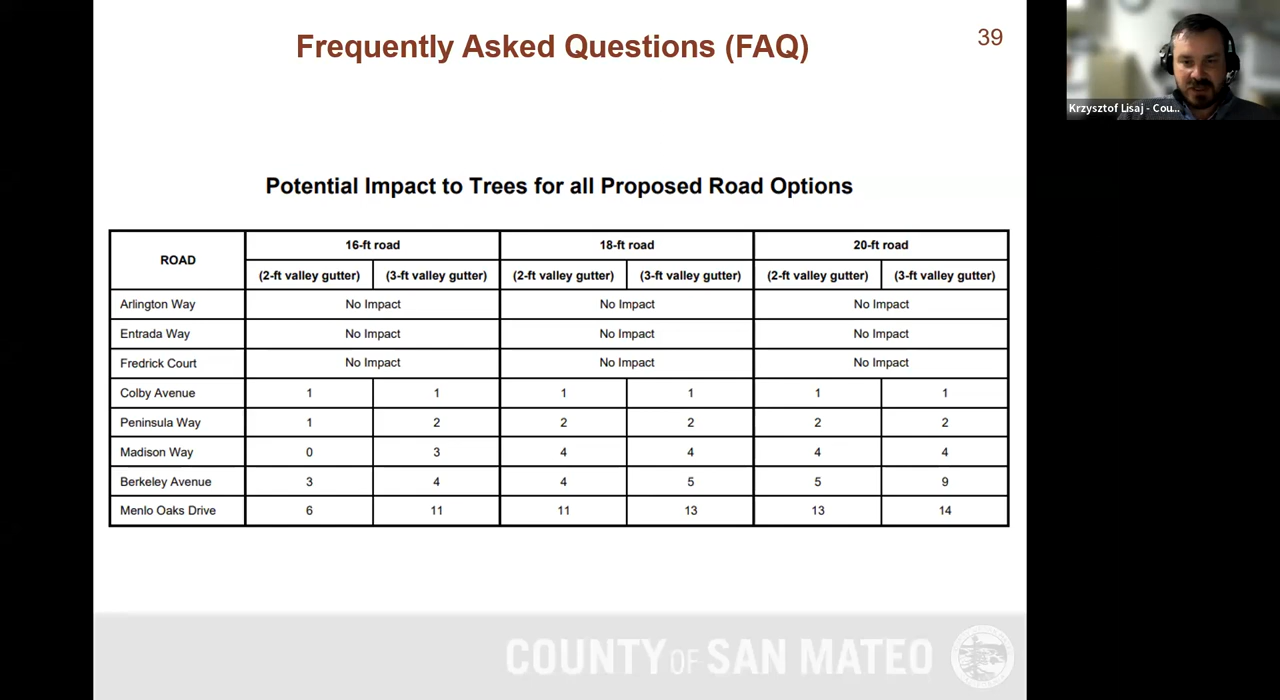 Frequently Asked Questions (FAQ)
39
Krzysztof Lisaj - Cou...
Potential Impact to Trees for all Proposed Road Options
ROAD 16-ft road 18-ft road 20-ft road
(2-ft valley gutter) (3-ft valley gutter) (2-ft valley gutter) (3-ft valley gutter) (2-ft valley gutter) (3-ft valley gutter)
Arlington Way No Impact No Impact No Impact
Entrada Way No Impact No Impact No Impact
Fredrick Court No Impact No Impact No Impact
Colby Avenue 1 1 1 1 1 1
Peninsula Way 1 2 2 2 2 2
Madison Way 0 3 4 4 4 4
Berkeley Avenue 3 4 4 5 5 9
Menlo Oaks Drive 6 11 11 13 13 14
COUNTY OF SAN MATEO